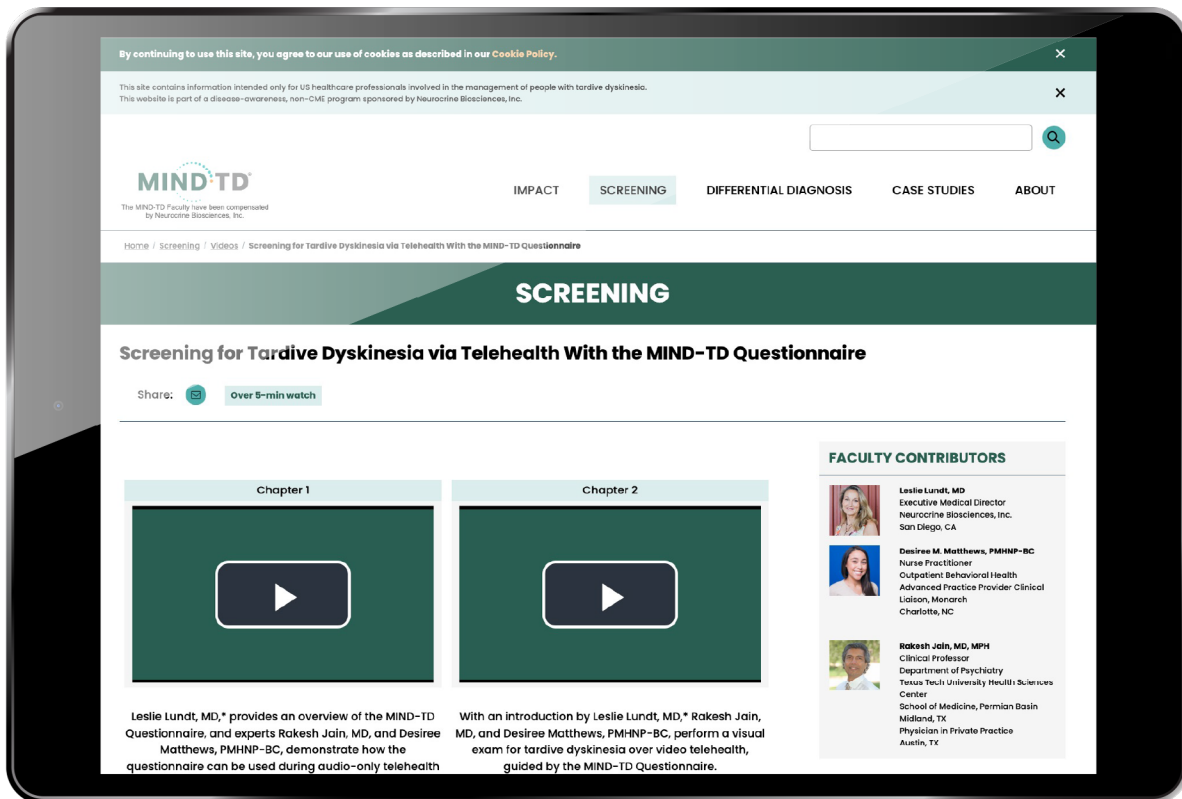 By continuing to use this site, you agree to our use of cookies as described in our Cookie Policy.
This site contains information intended only for US healthcare professionals involved in the management of people with tardive dyskinesia.
This website is part of a disease-awareness, non-CME program sponsored by Neurocrine Biosciences, Inc.
MIND·TD®
The MIND-TD Faculty have been compensated
by Neurocrine Biosciences, Inc.
IMPACT SCREENING DIFFERENTIAL DIAGNOSIS CASE STUDIES ABOUT
Home / Screening / Videos / Screening for Tardive Dyskinesia via Telehealth With the MIND-TD Questionnaire
SCREENING
Screening for Tardive Dyskinesia via Telehealth With the MIND-TD Questionnaire
Share: Over 5-min watch
Chapter 1
Leslie Lundt, MD,* provides an overview of the MIND-TD
Questionnaire, and experts Rakesh Jain, MD, and Desiree
Matthews, PMHNP-BC, demonstrate how the
questionnaire can be used during audio-only telehealth
Chapter 2
With an introduction by Leslie Lundt, MD,* Rakesh Jain,
MD, and Desiree Matthews, PMHNP-BC, perform a visual
exam for tardive dyskinesia over video telehealth,
guided by the MIND-TD Questionnaire.
FACULTY CONTRIBUTORS
Leslie Lundt, MD
Executive Medical Director
Neurocrine Biosciences, Inc.
San Diego, CA
Desiree M. Matthews, PMHNP-BC
Nurse Practitioner
Outpatient Behavioral Health
Advanced Practice Provider Clinical
Liaison, Monarch
Charlotte, NC
Rakesh Jain, MD, MPH
Clinical Professor
Department of Psychiatry
Texas Tech University Health Sciences
Center
School of Medicine, Permian Basin
Midland, TX
Physician in Private Practice
Austin, TX